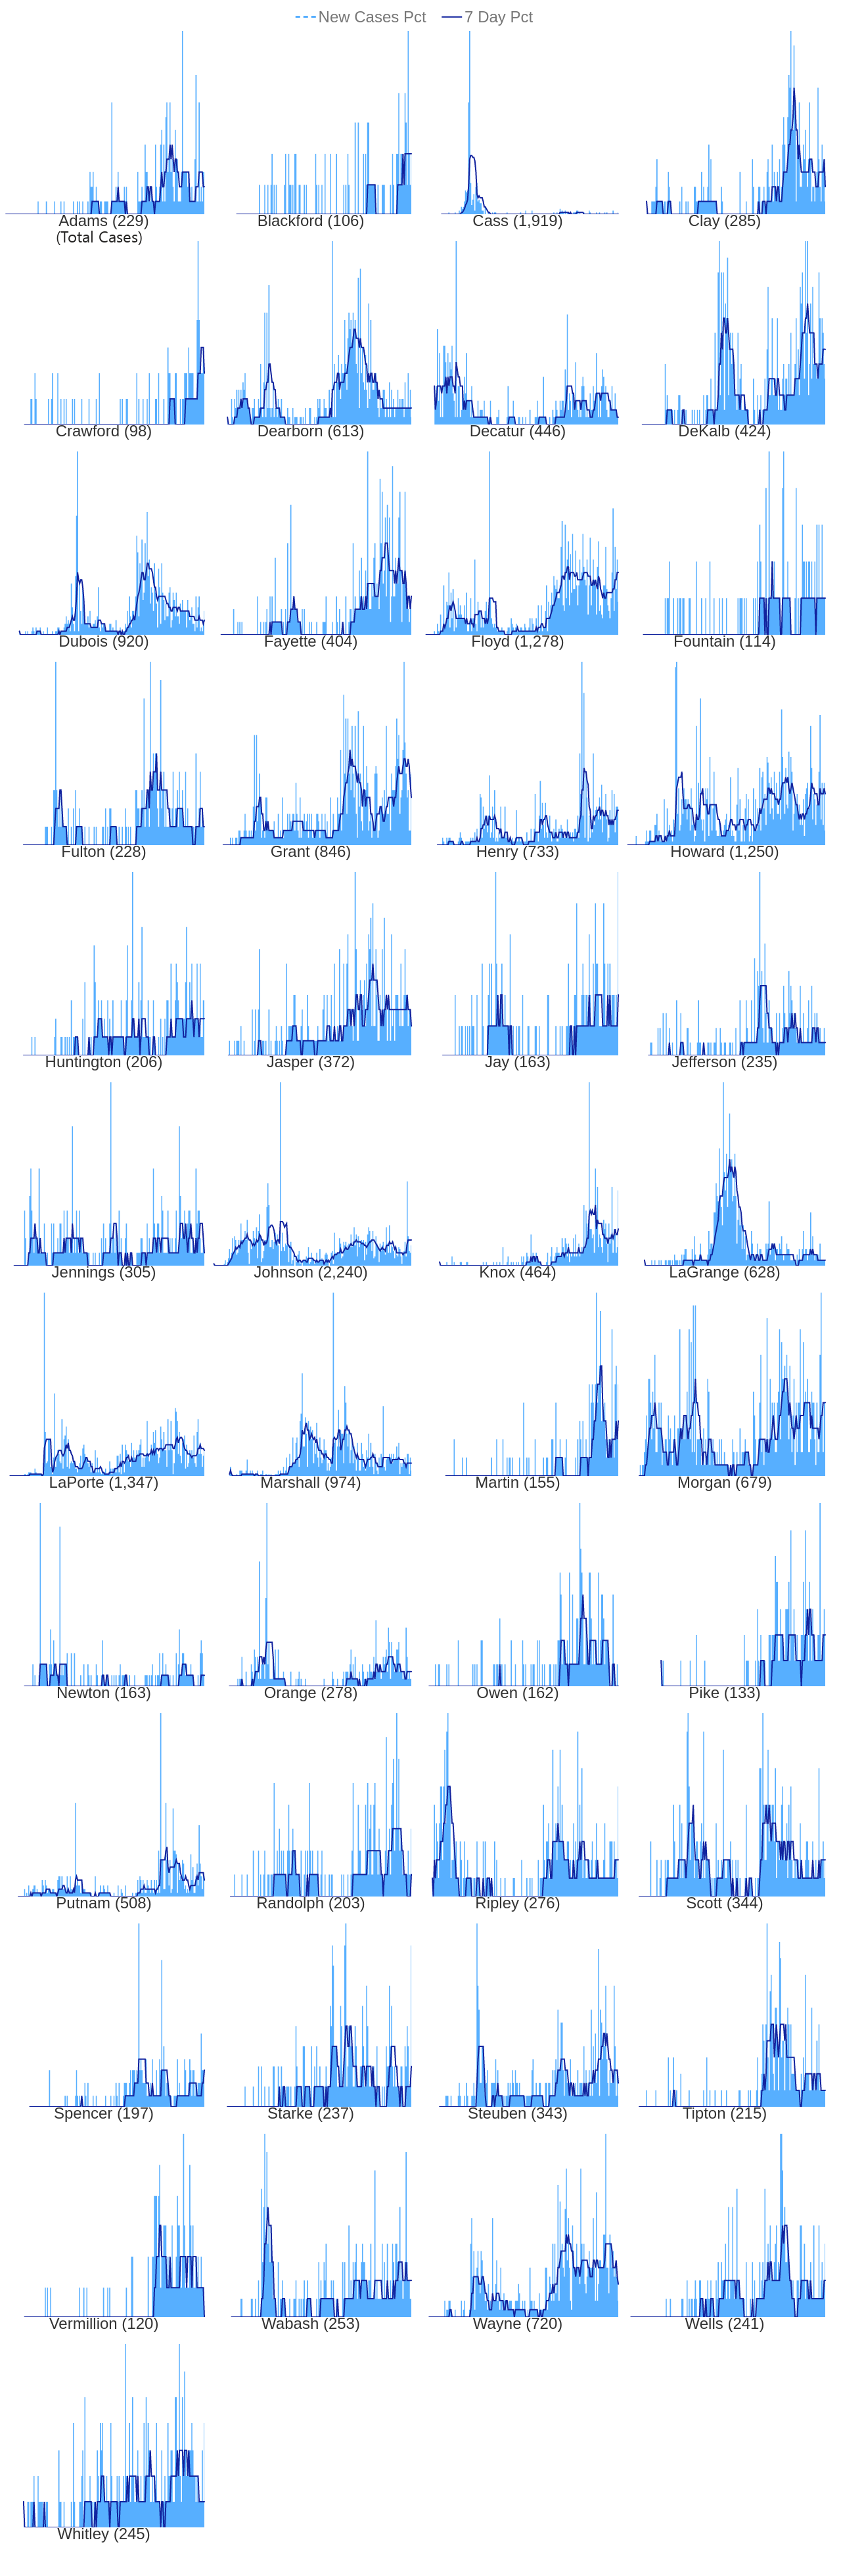 New Cases Pct 7 Day Pct
Adams (229) Blackford (106) Cass (1,919) Clay (285)
(Total Cases)
Crawford (98) Dearborn (613) Decatur (446) DeKalb (424)
Dubois (920) Fayette (404) Floyd (1,278) Fountain (114)
Fulton (228) Grant (846) Henry (733) Howard (1,250)
Huntington (206) Jasper (372) Jay (163) Jefferson (235)
Jennings (305) Johnson (2,240) Knox (464) LaGrange (628)
LaPorte (1,347) Marshall (974) Martin (155) Morgan (679)
Newton (163) Orange (278) Owen (162) Pike (133)
Putnam (508) Randolph (203) Ripley (276) Scott (344)
Spencer (197) Starke (237) Steuben (343) Tipton (215)
Vermillion (120) Wabash (253) Wayne (720) Wells (241)
Whitley (245)